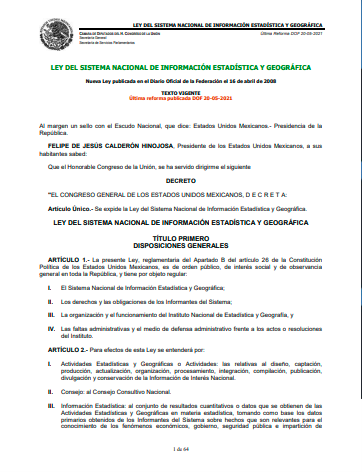 LEY DEL SISTEMA NACIONAL DE INFORMACIÓN ESTADÍSTICA Y GEOGRÁFICA
CÁMARA DE DIPUTADOS DEL H. CONGRESO DE LA UNIÓN
Última Reforma DOF 20-05-2021
Secretaría General
Secretaría de Servicios Parlamentarios
LEY DEL SISTEMA NACIONAL DE INFORMACIÓN ESTADÍSTICA Y GEOGRÁFICA
Nueva Ley publicada en el Diario Oficial de la Federación el 16 de abril de 2008
TEXTO VIGENTE
Última reforma publicada DOF 20-05-2021
Al margen un sello con el Escudo Nacional, que dice: Estados Unidos Mexicanos.- Presidencia de la
República.
FELIPE DE JESÚS CALDERÓN HINOJOSA, Presidente de los Estados Unidos Mexicanos, a sus
habitantes sabed:
Que el Honorable Congreso de la Unión, se ha servido dirigirme el siguiente
DECRETO
"EL CONGRESO GENERAL DE LOS ESTADOS UNIDOS MEXICANOS, D E C R E T A:
Artículo Único.- Se expide la Ley del Sistema Nacional de Información Estadística y Geográfica.
LEY DEL SISTEMA NACIONAL DE INFORMACIÓN ESTADÍSTICA Y GEOGRÁFICA
TÍTULO PRIMERO
DISPOSICIONES GENERALES
ARTÍCULO 1.- La presente Ley, reglamentaria del Apartado B del artículo 26 de la Constitución
Política de los Estados Unidos Mexicanos, es de orden público, de interés social y de observancia
general en toda la República, y tiene por objeto regular:
I. El Sistema Nacional de Información Estadística y Geográfica;
II. Los derechos y las obligaciones de los Informantes del Sistema;
III. La organización y el funcionamiento del Instituto Nacional de Estadística y Geografía, y
IV. Las faltas administrativas y el medio de defensa administrativo frente a los actos o resoluciones
del Instituto.
ARTÍCULO 2.- Para efectos de esta Ley se entenderá por:
I. Actividades Estadísticas y Geográficas o Actividades: las relativas al diseño, captación,
producción, actualización, organización, procesamiento, integración, compilación, publicación,
divulgación y conservación de la Información de Interés Nacional.
II. Consejo: al Consejo Consultivo Nacional.
III. Información Estadística: al conjunto de resultados cuantitativos o datos que se obtienen de las
Actividades Estadísticas y Geográficas en materia estadística, tomando como base los datos
primarios obtenidos de los Informantes del Sistema sobre hechos que son relevantes para el
conocimiento de los fenómenos económicos, gobierno, seguridad pública e impartición de
1 de 64